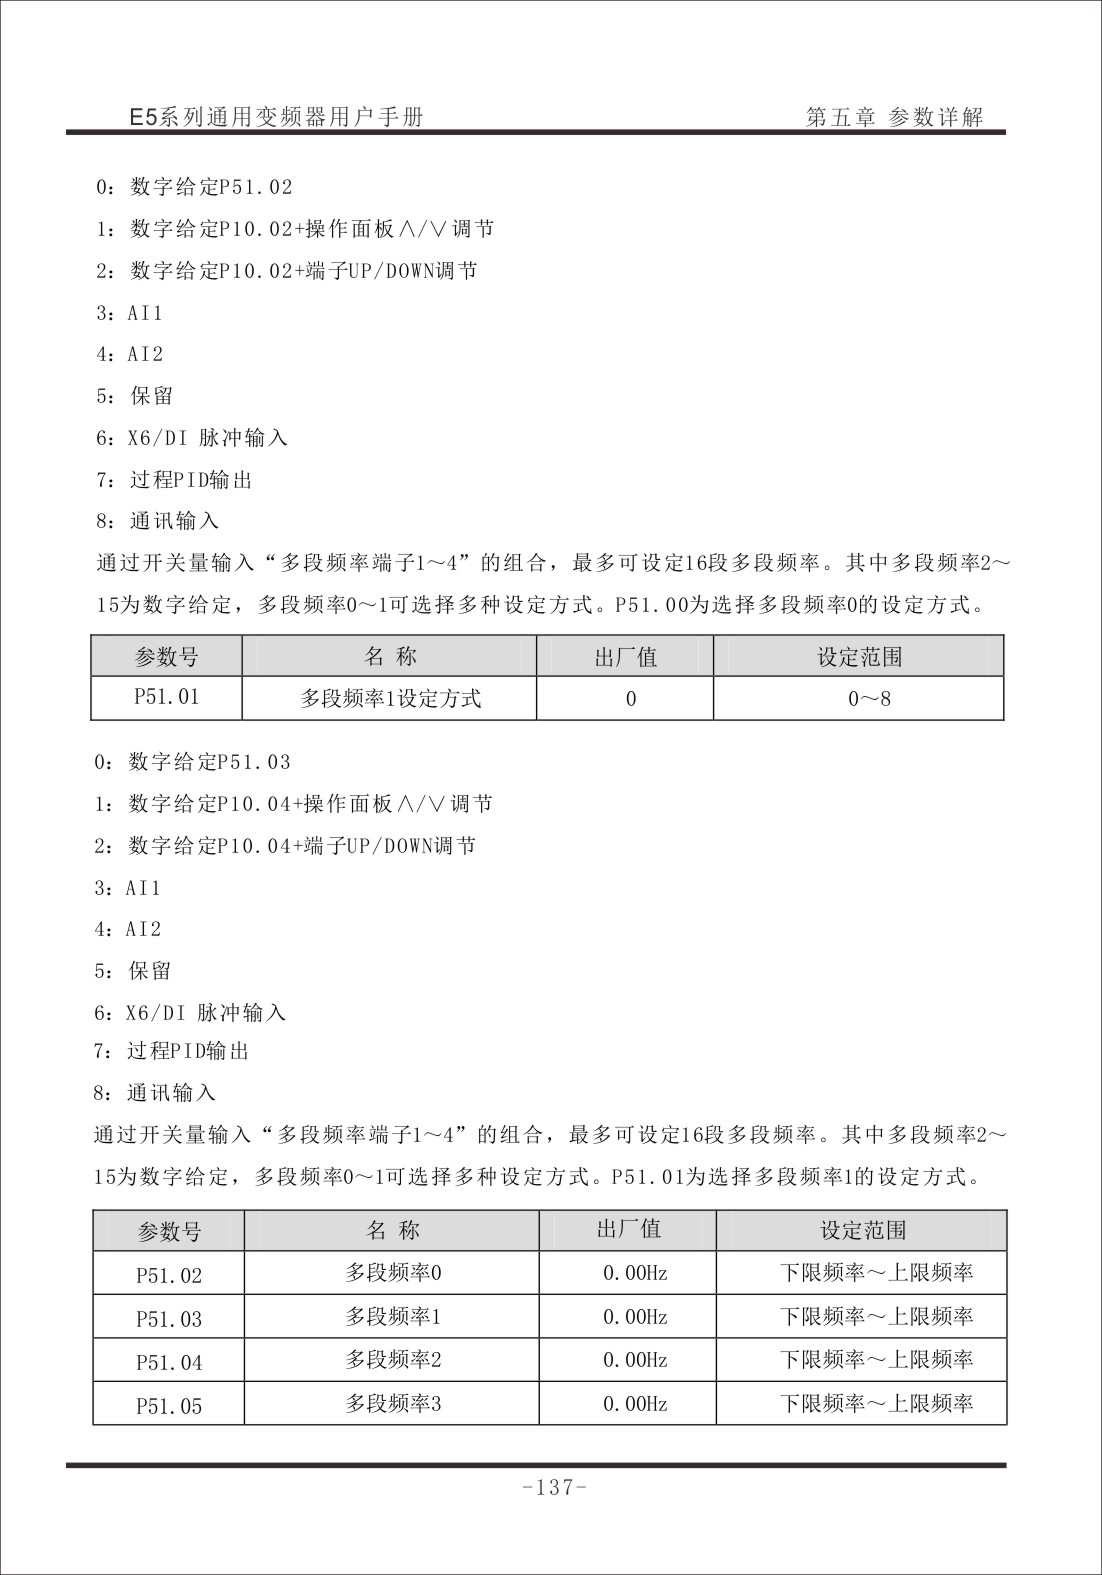 E5系列通用变频器用户手册 第五章 参数详解
0：数字给定P51.02
1：数字给定P10.02+操作面板∧/∨调节
2：数字给定P10.02+端子UP/DOWN调节
3：AI1
4：AI2
5：保留
6：X6/DI 脉冲输入
7：过程PID输出
8：通讯输入
通过开关量输入“多段频率端子1～4”的组合，最多可设定16段多段频率。其中多段频率2～
15为数字给定，多段频率0～1可选择多种设定方式。P51.00为选择多段频率0的设定方式。
参数号 名 称 出厂值 设定范围
P51.01 多段频率1设定方式 0 0～8
0：数字给定P51.03
1：数字给定P10.04+操作面板∧/∨调节
2：数字给定P10.04+端子UP/DOWN调节
3：AI1
4：AI2
5：保留
6：X6/DI 脉冲输入
7：过程PID输出
8：通讯输入
通过开关量输入“多段频率端子1～4”的组合，最多可设定16段多段频率。其中多段频率2～
15为数字给定，多段频率0～1可选择多种设定方式。P51.01为选择多段频率1的设定方式。
参数号 名 称 出厂值 设定范围
P51.02 多段频率0 0.00Hz 下限频率～上限频率
P51.03 多段频率1 0.00Hz 下限频率～上限频率
P51.04 多段频率2 0.00Hz 下限频率～上限频率
P51.05 多段频率3 0.00Hz 下限频率～上限频率
-137-